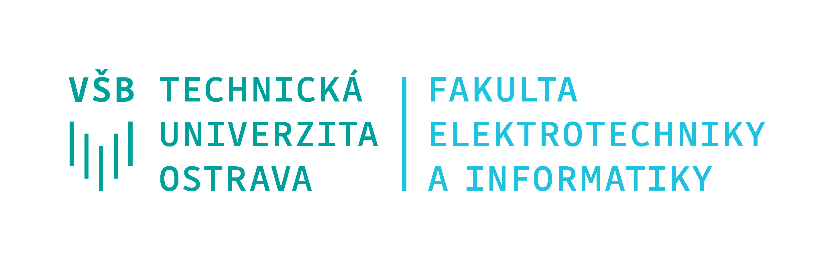 VŠB TECHNICKÁ
UNIVERZITA
OSTRAVA
FAKULTA
ELEKTROTECHNIKY
A INFORMATIKY